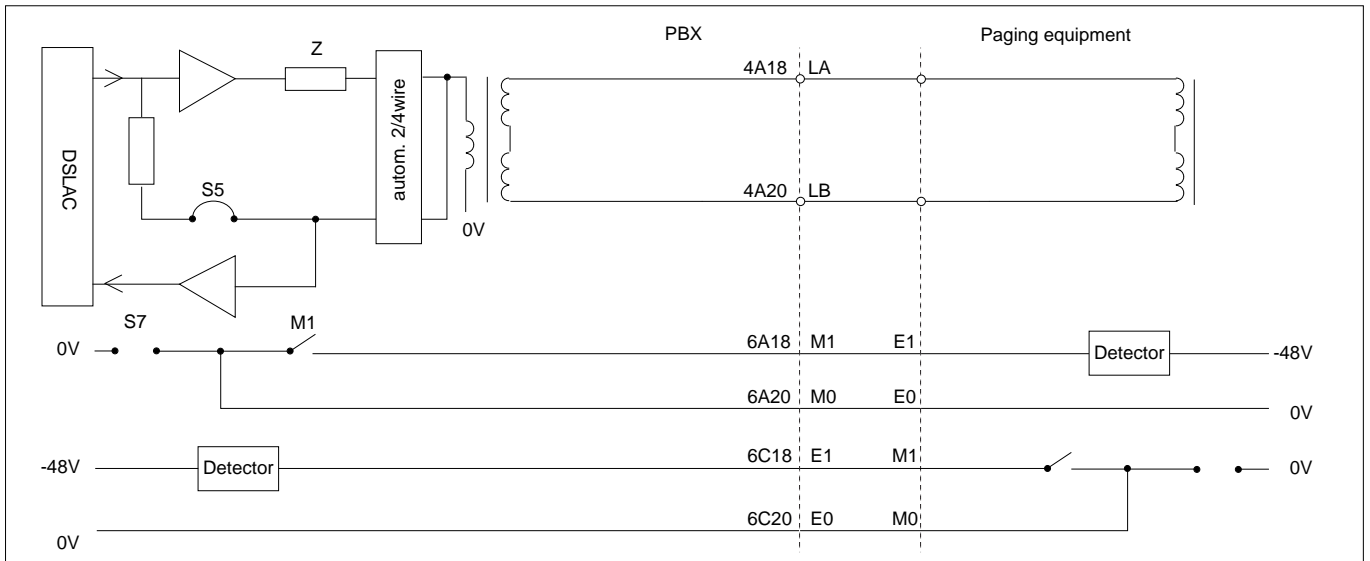 PBX
Paging equipment
Z
4A18 LA
DSLAC
autom. 2/4wire
S5
4A20 LB
0V
S7
M1
0V
6A18 M1 E1
Detector
-48V
6A20 M0 E0
0V
-48V
Detector
6C18 E1 M1
0V
6C20 E0 M0
0V